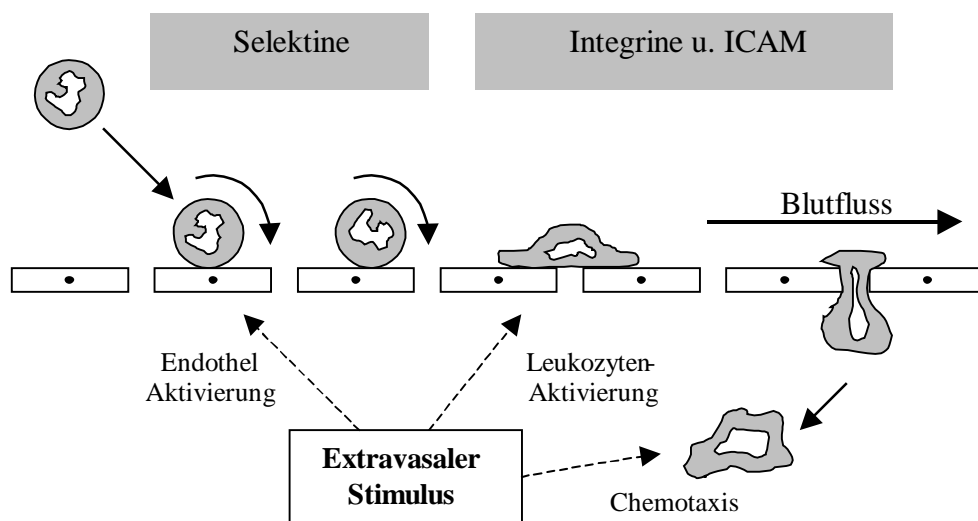 Selektine
Integrine u. ICAM
Blutfluss
Endothel
Aktivierung
Leukozyten-
Aktivierung
Extravasaler
Stimulus
Chemotaxis